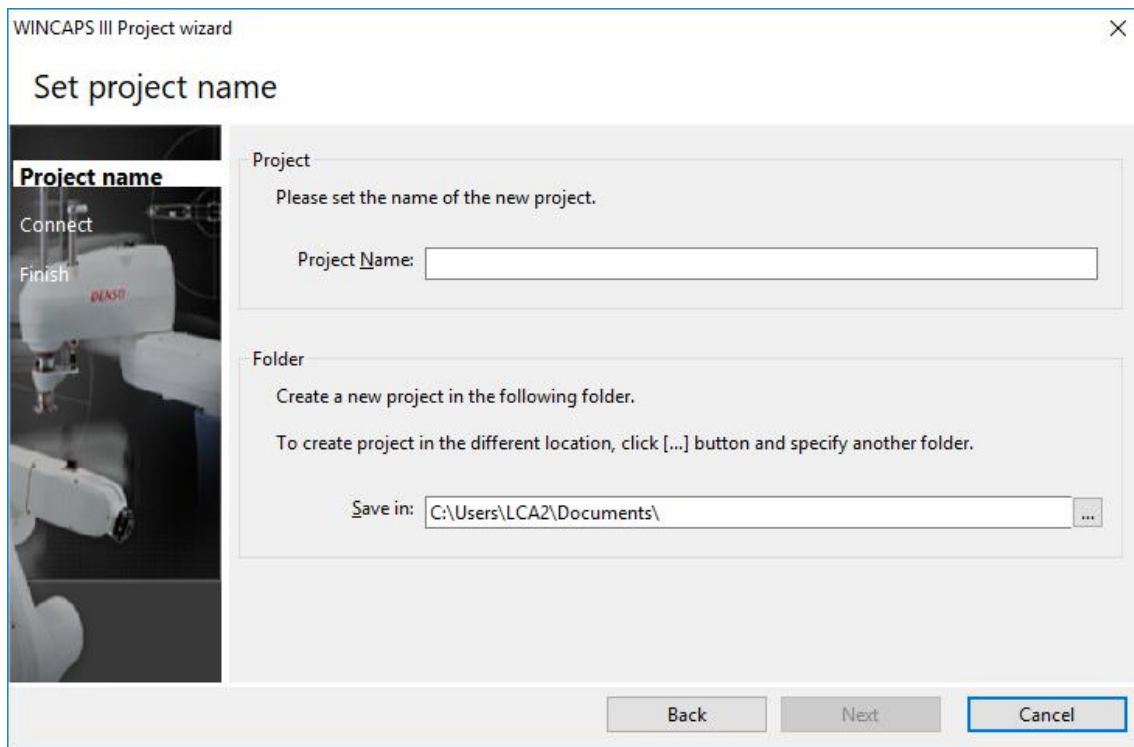 WINCAPS III Project wizard
Set project name
Project name
Connect
Finish
DENSO
Project
Please set the name of the new project.
Project Name:
Folder
Create a new project in the following folder.
To create project in the different location, click [...] button and specify another folder.
Save in: C:\Users\LCA2\Documents\ ...
Back Next Cancel